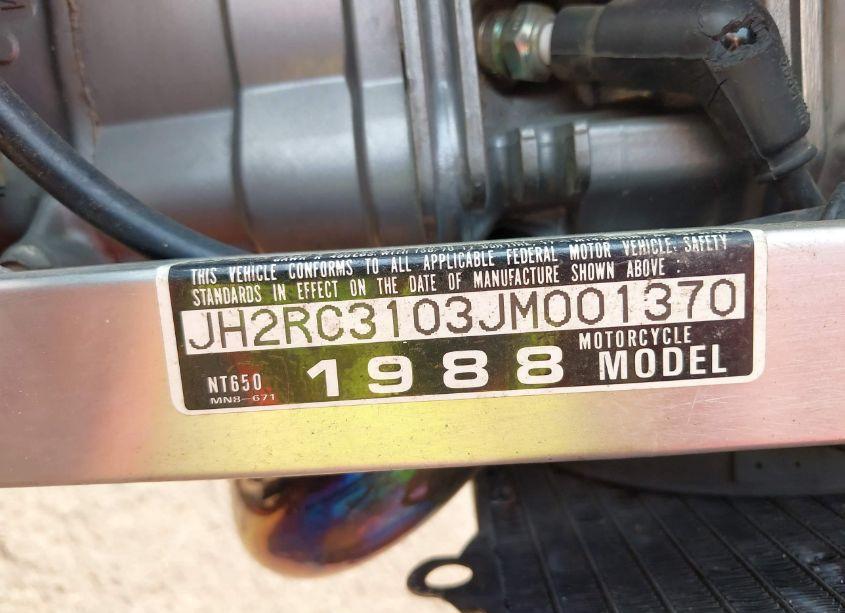 THIS VEHICLE CONFORMS TO ALL APPLICABLE FEDERAL MOTOR VEHICLE SAFETY
STANDARDS IN EFFECT ON THE DATE OF MANUFACTURE SHOWN ABOVE:
JH2RC3103JM001370
NT650 1988 MOTORCYCLE MODEL
MN8-671